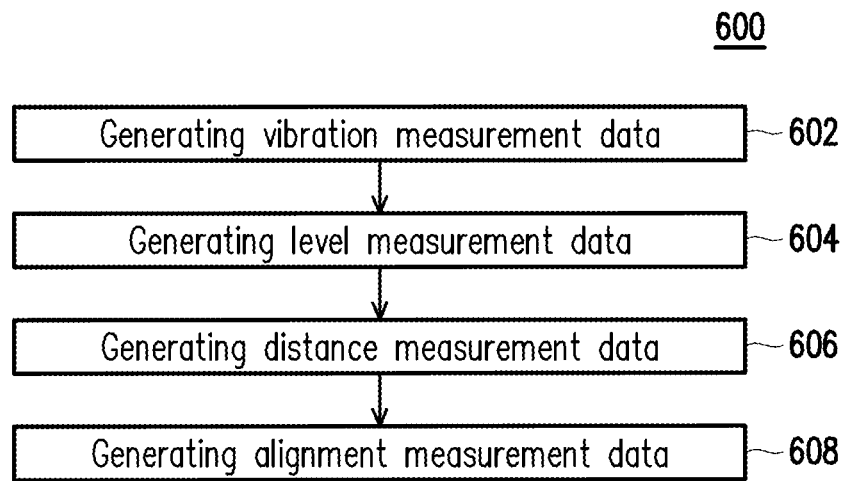 600
Generating vibration measurement data 602
Generating level measurement data 604
Generating distance measurement data 606
Generating alignment measurement data 608